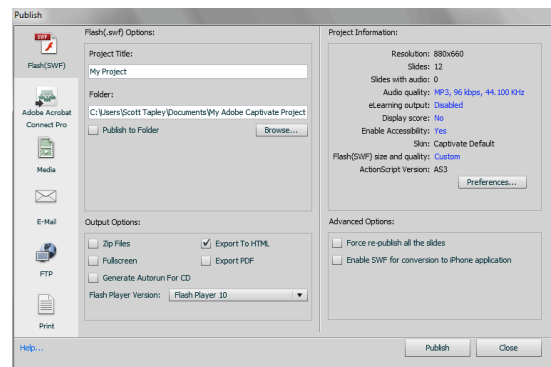 Publish
SWF
Flash(SWF)
Adobe Acrobat
Connect Pro
Media
E-Mail
FTP
Print
Help...
Flash(.swf) Options:
Project Title:
My Project
Folder:
C:\Users\Scott Tapley\Documents\My Adobe Captivate Project
Publish to Folder
Browse...
Output Options:
Zip Files
Export To HTML
Fullscreen
Export PDF
Generate Autorun For CD
Flash Player Version: Flash Player 10
Project Information:
Resolution: 880x660
Slides: 12
Slides with audio: 0
Audio quality: MP3, 96 kbps, 44.100 KHz
eLearning output: Disabled
Display score: No
Enable Accessibility: Yes
Skin: Captivate Default
Flash(SWF) size and quality: Custom
ActionScript Version: AS3
Preferences...
Advanced Options:
Force re-publish all the slides
Enable SWF for conversion to iPhone application
Publish
Close